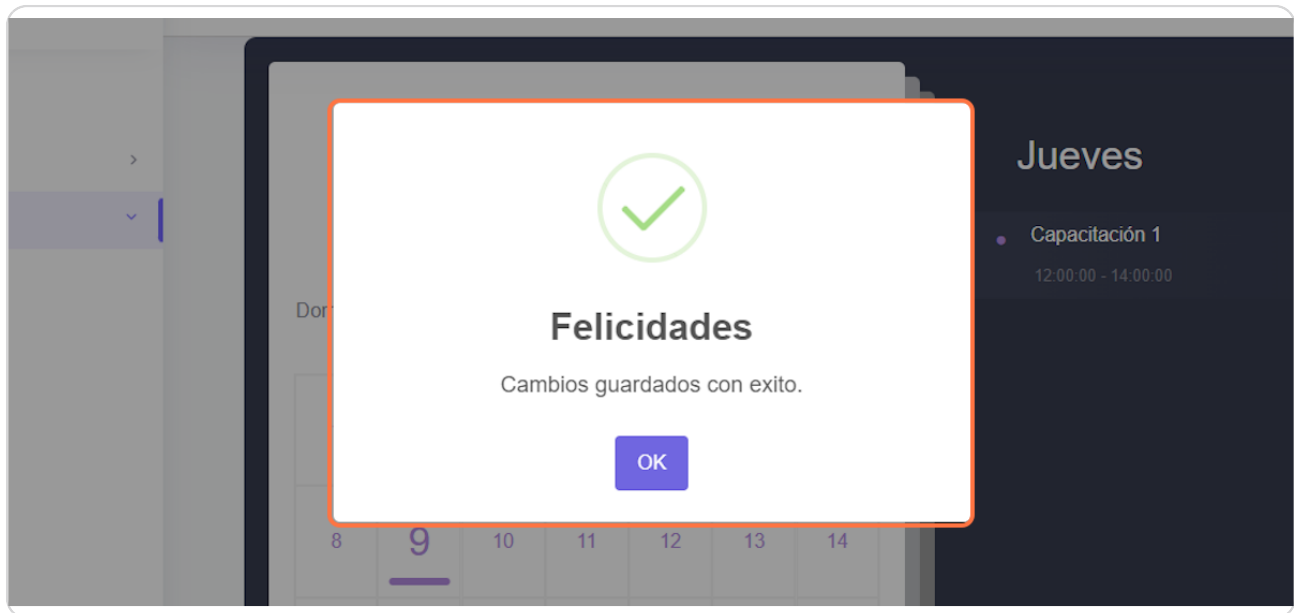 Jueves
Capacitación 1
12:00:00 - 14:00:00
Felicidades
Cambios guardados con exito.
OK
8 9 10 11 12 13 14